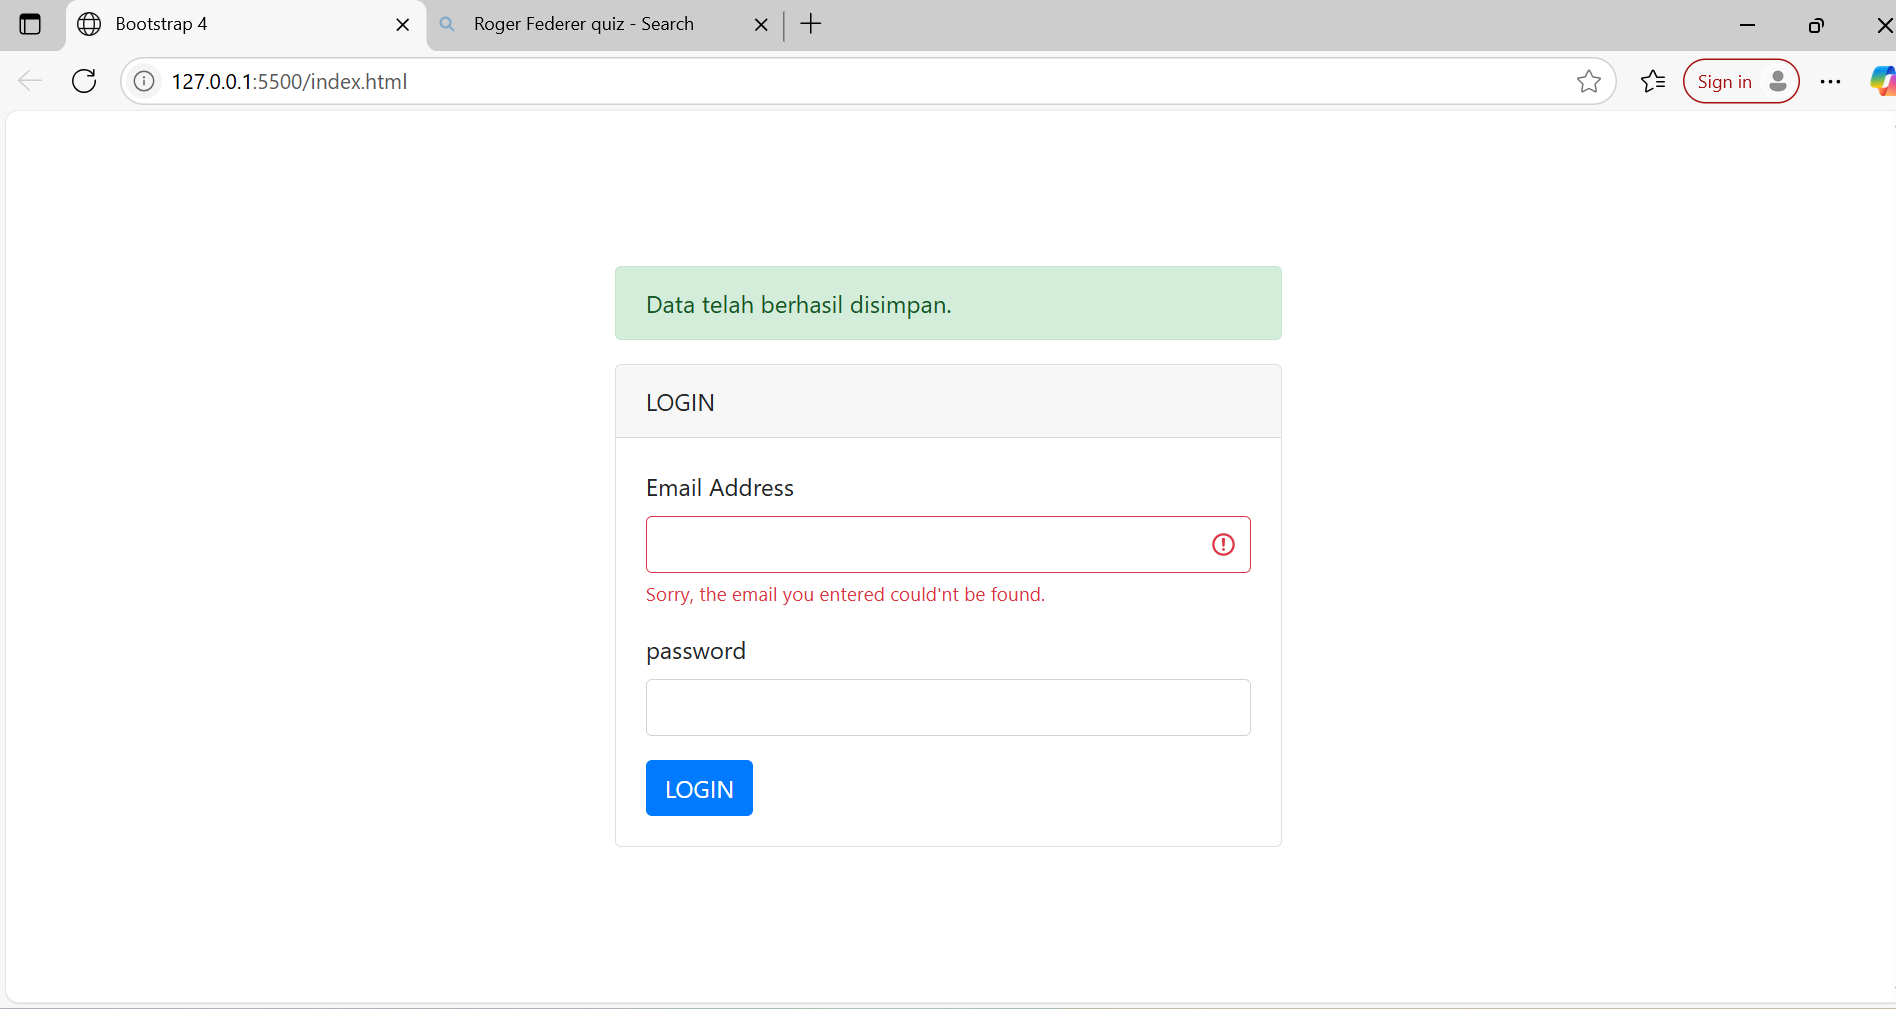 Bootstrap 4
Roger Federer quiz - Search
127.0.0.1:5500/index.html
Sign in
Data telah berhasil disimpan.
LOGIN
Email Address
Sorry, the email you entered could'nt be found.
password
LOGIN